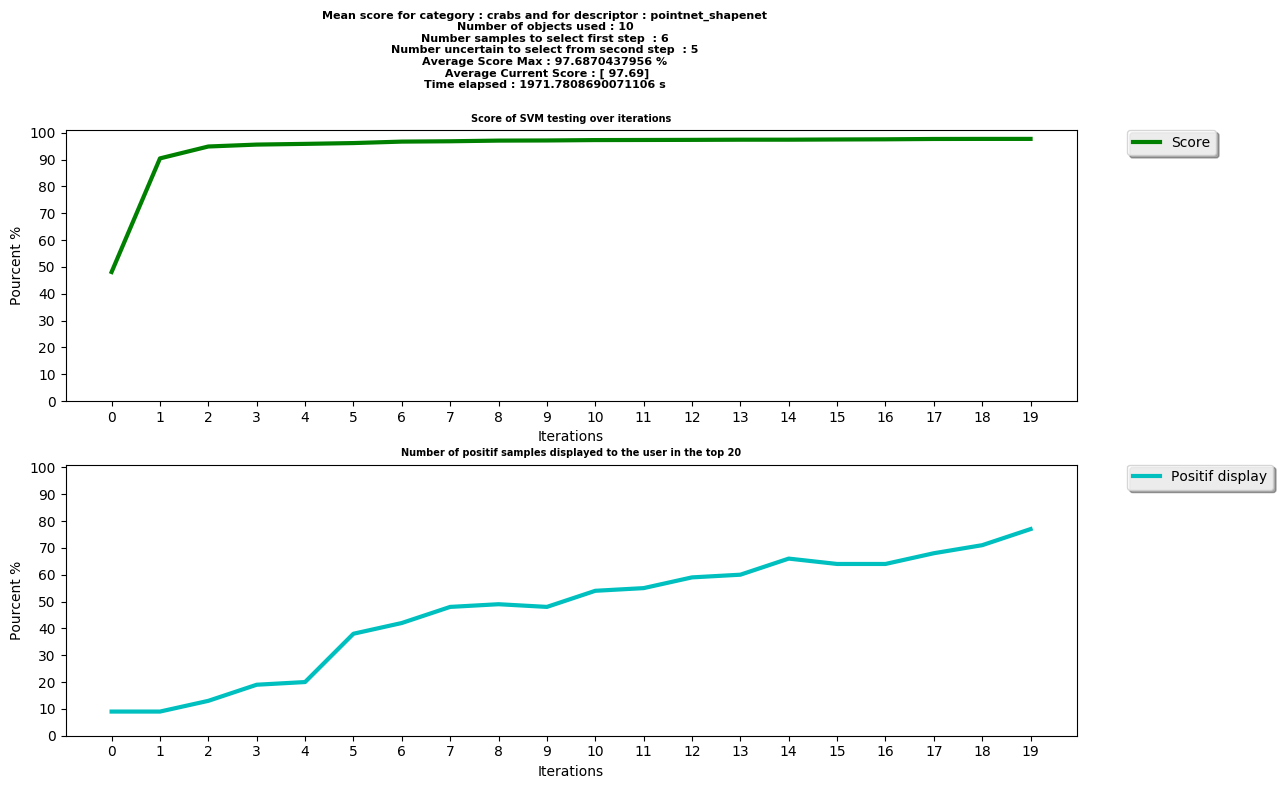 Mean score for category : crabs and for descriptor : pointnet_shapenet
Number of objects used : 10
Number samples to select first step  : 6
Number uncertain to select from second step  : 5
Average Score Max : 97.6870437956 %
Average Current Score : [ 97.69]
Time elapsed : 1971.7808690071106 s
Score of SVM testing over iterations
100
90
80
70
60
50
40
30
20
10
0
Pourcent %
0 1 2 3 4 5 6 7 8 9 10 11 12 13 14 15 16 17 18 19
Iterations
Score
Number of positif samples displayed to the user in the top 20
100
90
80
70
60
50
40
30
20
10
0
Pourcent %
0 1 2 3 4 5 6 7 8 9 10 11 12 13 14 15 16 17 18 19
Iterations
Positif display